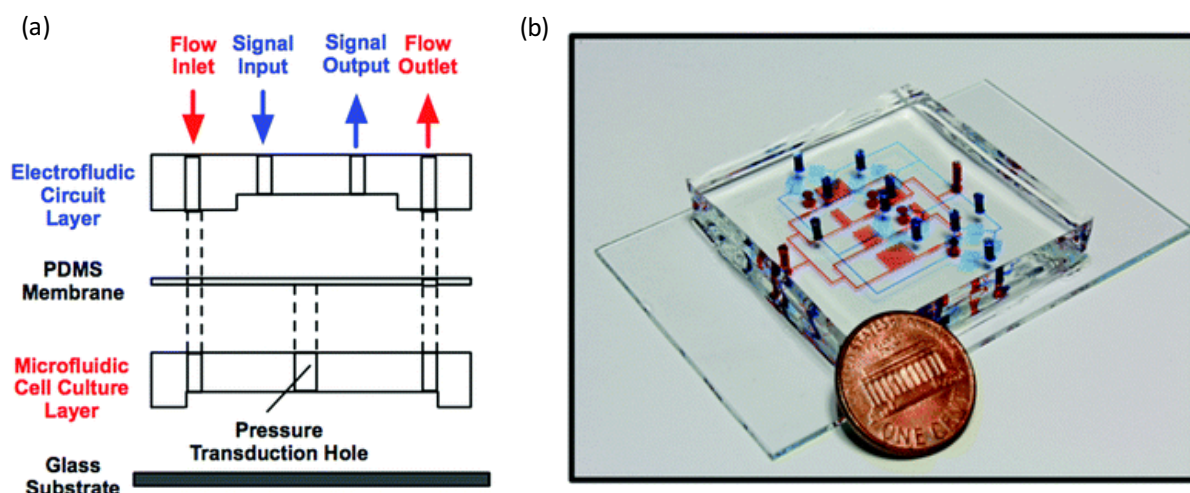 (a)
(b)
Flow
Inlet
Signal
Input
Signal
Output
Flow
Outlet
Electrofludic
Circuit
Layer
PDMS
Membrane
Microfluidic
Cell Culture
Layer
Pressure
Transduction Hole
Glass
Substrate
STATES
ONE CENT